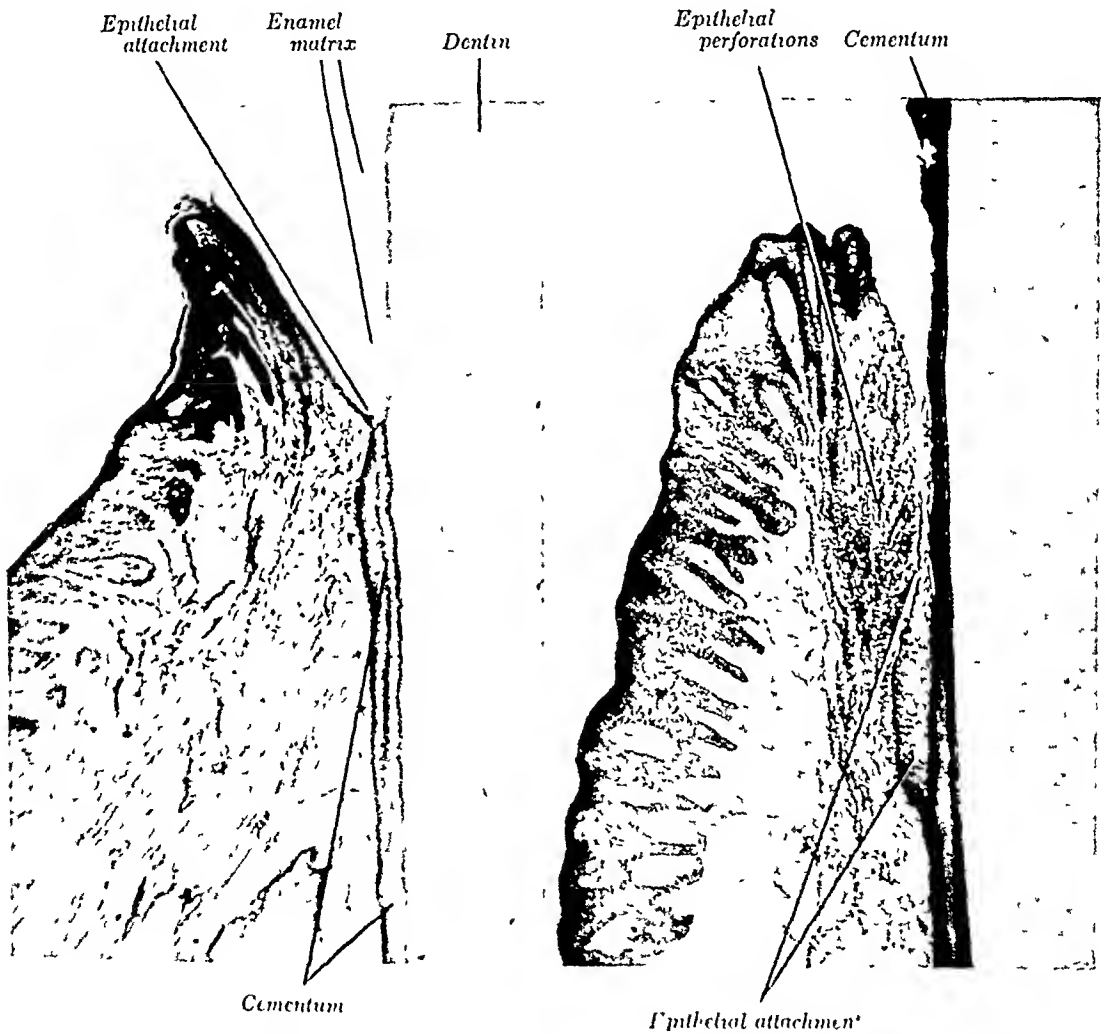 Epithelial
attachment
Enamel
matrix
Dentin
Epithelial
perforations
Cementum
Cementum
Epithelial attachment